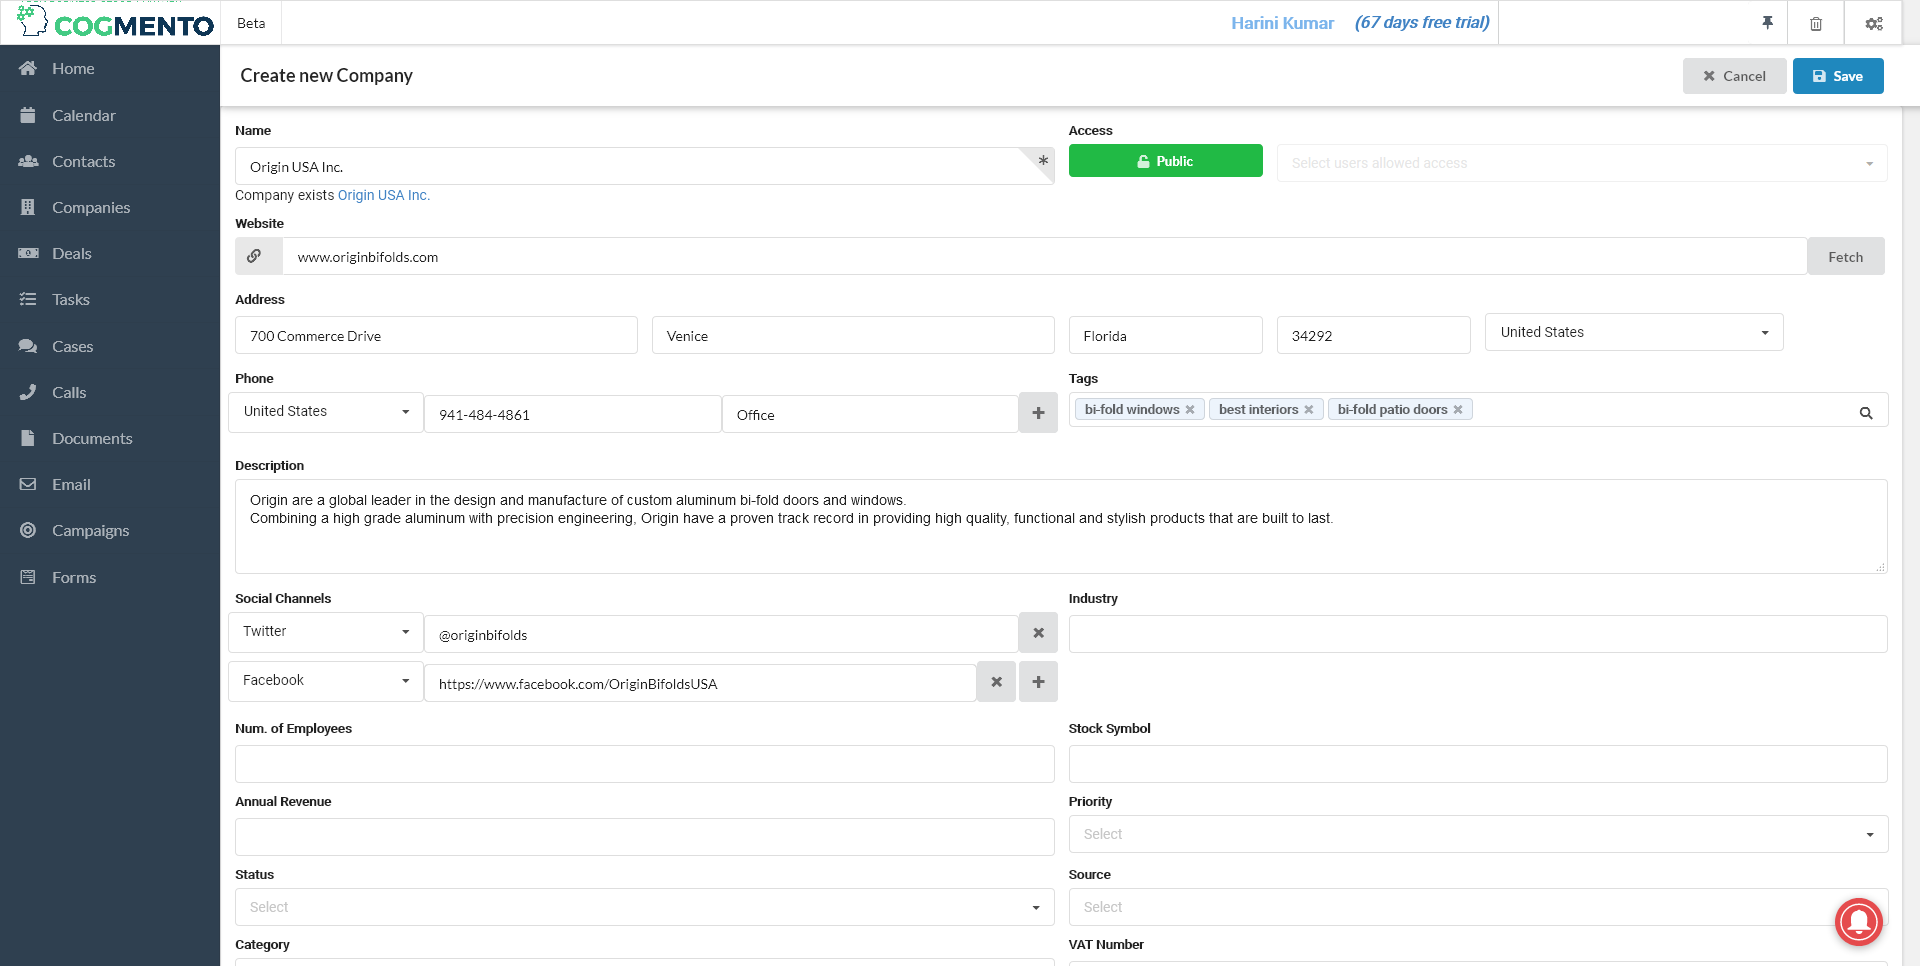 COGMENTO
Beta
Harini Kumar
(67 days free trial)
Home
Calendar
Contacts
Companies
Deals
Tasks
Cases
Calls
Documents
Email
Campaigns
Forms
Create new Company
Cancel
Save
Name
Access
Origin USA Inc.
*
Public
Select users allowed access
Company exists Origin USA Inc.
Website
www.originbifolds.com
Fetch
Address
700 Commerce Drive
Venice
Florida
34292
United States
Phone
Tags
United States
941-484-4861
Office
bi-fold windows
best interiors
bi-fold patio doors
Description
Origin are a global leader in the design and manufacture of custom aluminum bi-fold doors and windows.
Combining a high grade aluminum with precision engineering, Origin have a proven track record in providing high quality, functional and stylish products that are built to last.
Social Channels
Industry
Twitter
@originbifolds
Facebook
https://www.facebook.com/OriginBifoldsUSA
Num. of Employees
Stock Symbol
Annual Revenue
Priority
Select
Status
Source
Select
Select
Category
VAT Number